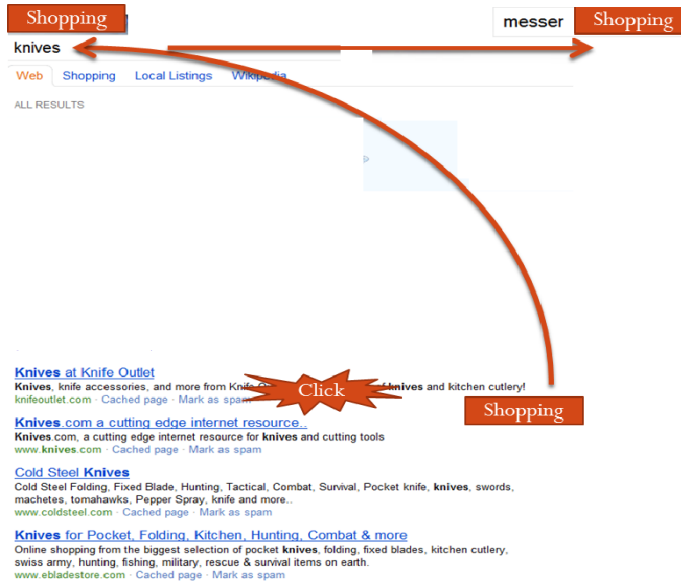 Shopping
messer
Shopping
knives
Web Shopping Local Listings Wikipedia
ALL RESULTS
Knives at Knife Outlet
Knives, knife accessories, and more from Knife knives and kitchen cutlery!
knifeoutlet.com · Cached page · Mark as spam
Click
Shopping
Knives.com a cutting edge internet resource..
Knives.com, a cutting edge internet resource for knives and cutting tools
www.knives.com · Cached page · Mark as spam
Cold Steel Knives
Cold Steel Folding, Fixed Blade, Hunting, Tactical, Combat, Survival, Pocket knife, knives, swords,
machetes, tomahawks, Pepper Spray, knife and more..
www.coldsteel.com · Cached page · Mark as spam
Knives for Pocket, Folding, Kitchen, Hunting, Combat & more
Online shopping from the biggest selection of pocket knives, folding, fixed blades, kitchen cutlery,
swiss army, hunting, fishing, military, rescue & survival items on earth.
www.ebladestore.com · Cached page · Mark as spam